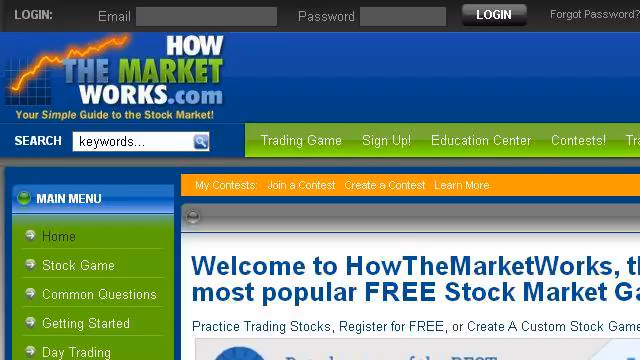 LOGIN: Email Password LOGIN Forgot Password?
HOW
THE MARKET
WORKS.com
Your Simple Guide to the Stock Market!
SEARCH keywords... Trading Game Sign Up! Education Center Contests!
My Contests: Join a Contest Create a Contest Learn More
MAIN MENU
Home
Stock Game
Common Questions
Getting Started
Day Trading
Welcome to HowTheMarketWorks, th
most popular FREE Stock Market Ga
Practice Trading Stocks, Register for FREE, or Create A Custom Stock Game